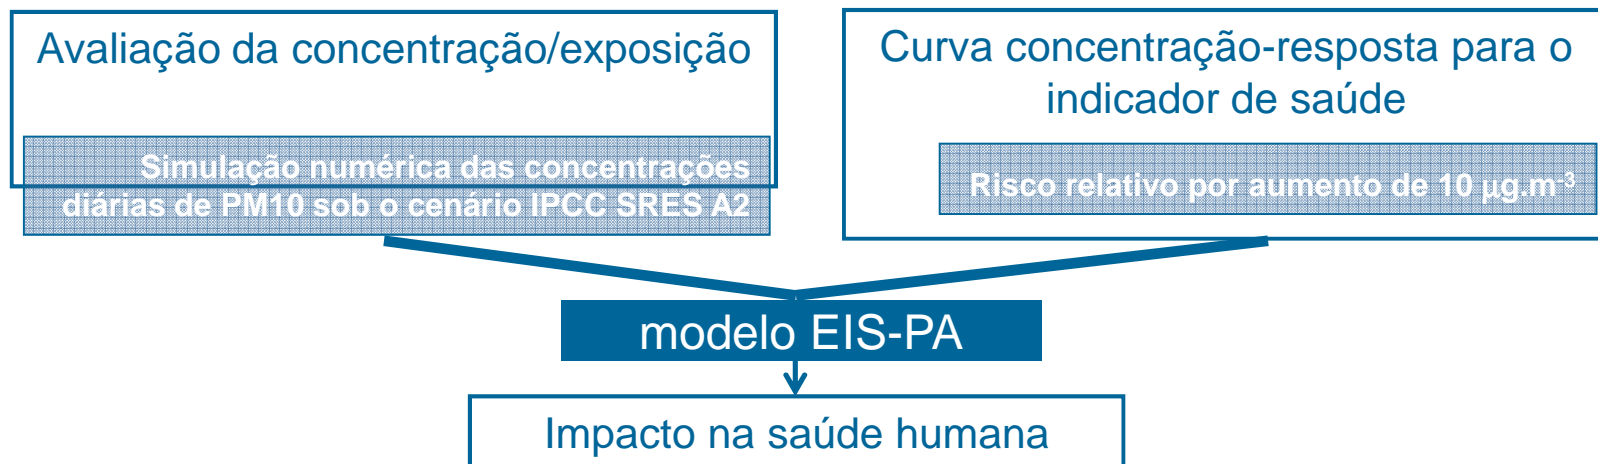 Avaliação da concentração/exposição
Simulação numérica das concentrações
diárias de PM10 sob o cenário IPCC SRES A2
Curva concentração-resposta para o
indicador de saúde
Risco relativo por aumento de 10 µg.m-3
modelo EIS-PA
Impacto na saúde humana